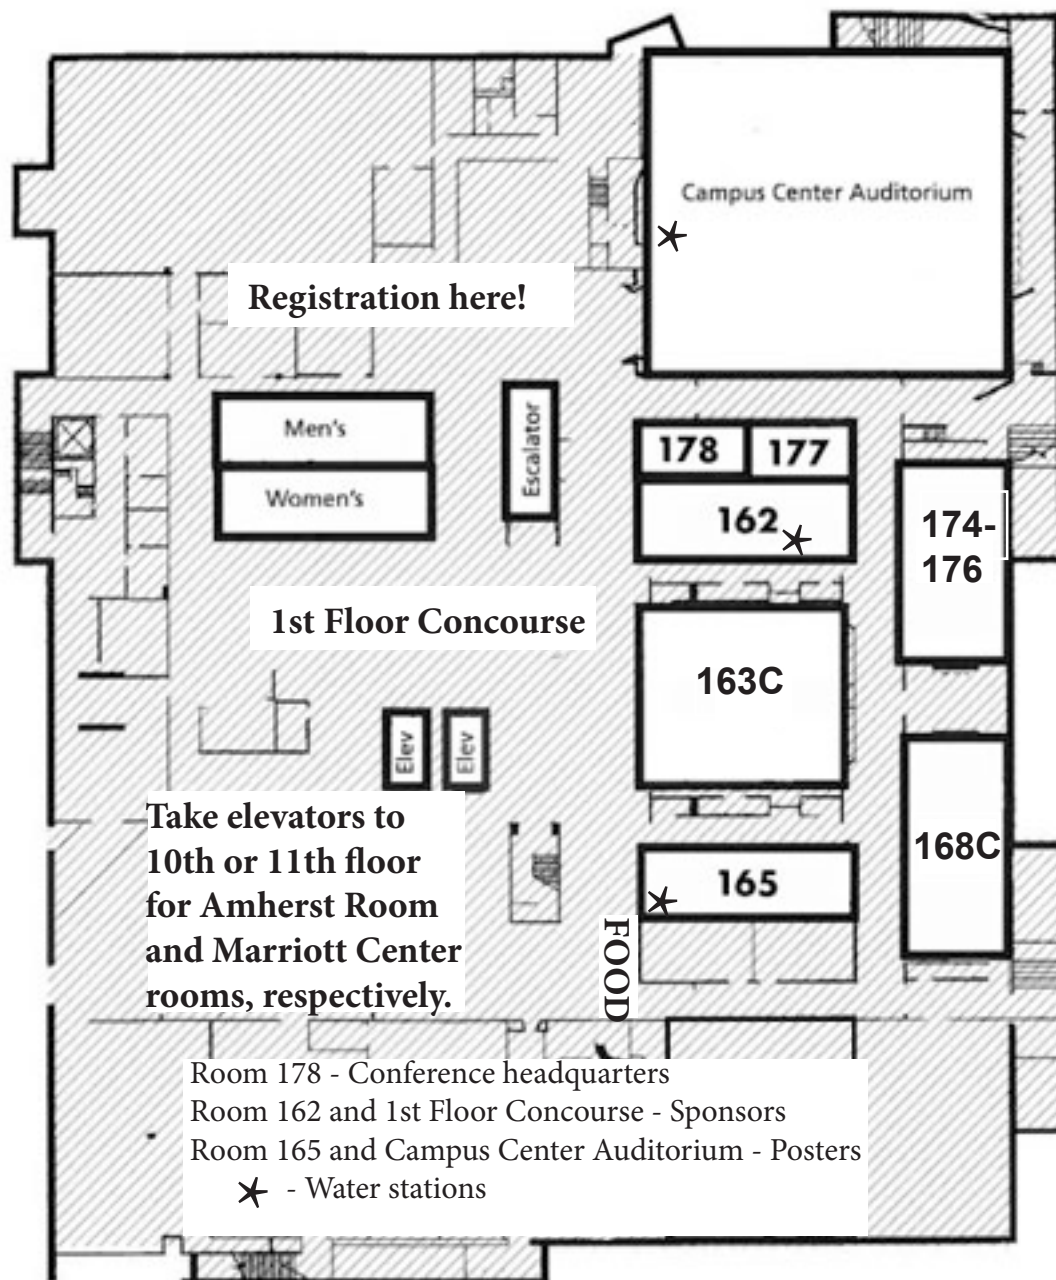 Campus Center Auditorium
Registration here!
Men's
Women's
Escalator
178
177
162
174-
176
1st Floor Concourse
163C
Elev
Elev
Take elevators to
10th or 11th floor
for Amherst Room
and Marriott Center
rooms, respectively.
168C
165
FOOD
Room 178 - Conference headquarters
Room 162 and 1st Floor Concourse - Sponsors
Room 165 and Campus Center Auditorium - Posters
- Water stations